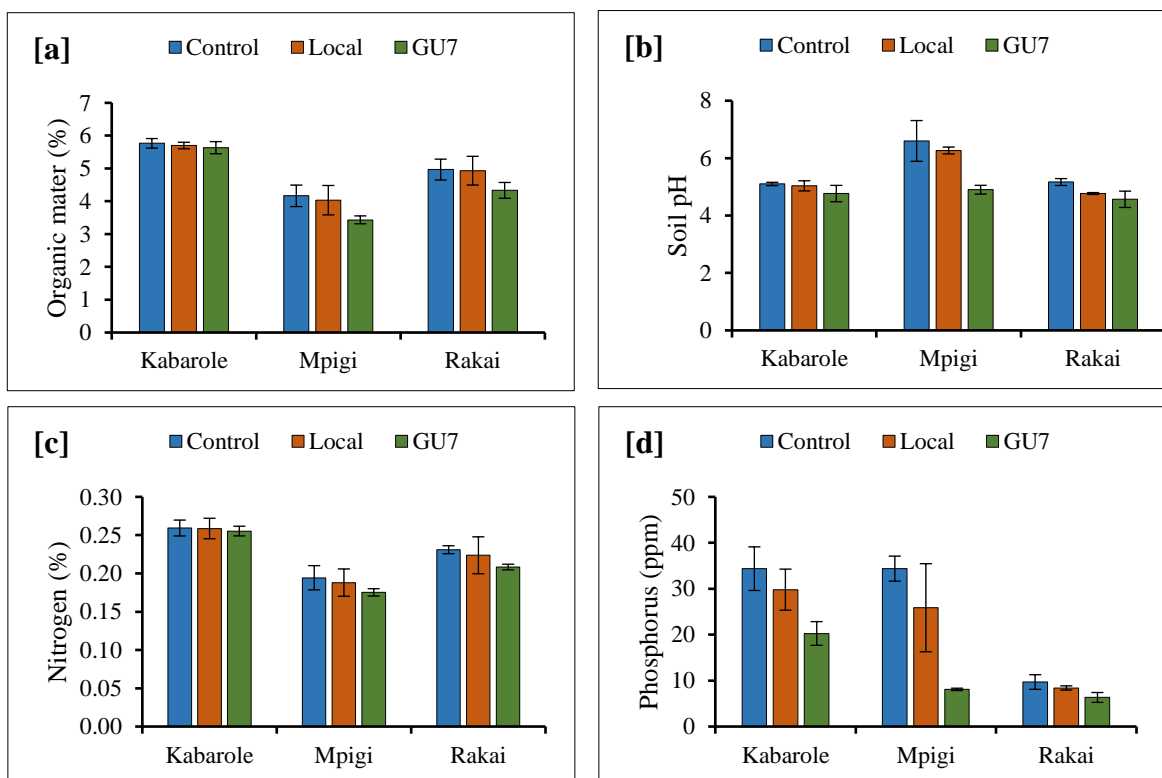 [a]
Control Local GU7
Organic mater (%)
7
6
5
4
3
2
1
0
Kabarole Mpigi Rakai
[b]
Control Local GU7
Soil pH
8
6
4
2
0
Kabarole Mpigi Rakai
[c]
Control Local GU7
Nitrogen (%)
0.30
0.25
0.20
0.15
0.10
0.05
0.00
Kabarole Mpigi Rakai
[d]
Control Local GU7
Phosphorus (ppm)
50
40
30
20
10
0
Kabarole Mpigi Rakai